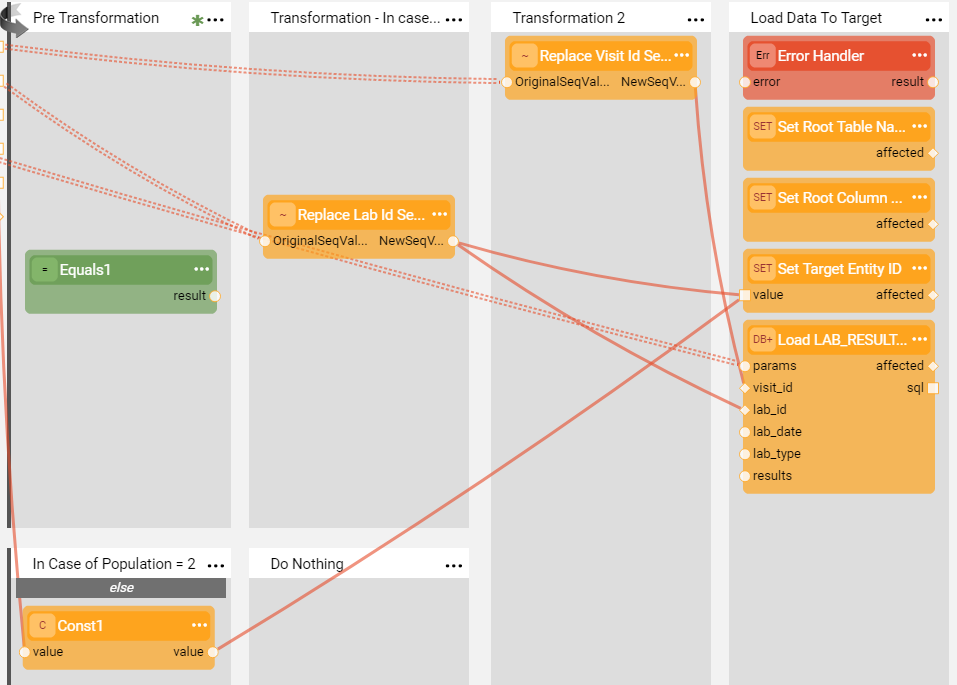 Pre Transformation
Transformation - In case...
Transformation 2
Load Data To Target
~ Replace Visit Id Se...
OriginalSeqVal... NewSeqV...
Err Error Handler
error result
SET Set Root Table Na...
affected
SET Set Root Column ...
affected
~ Replace Lab Id Se...
OriginalSeqVal... NewSeqV...
= Equals1
result
SET Set Target Entity ID
value affected
DB+ Load LAB_RESULT...
params affected
visit_id sql
lab_id
lab_date
lab_type
results
In Case of Population = 2
Do Nothing
else
C Const1
value value